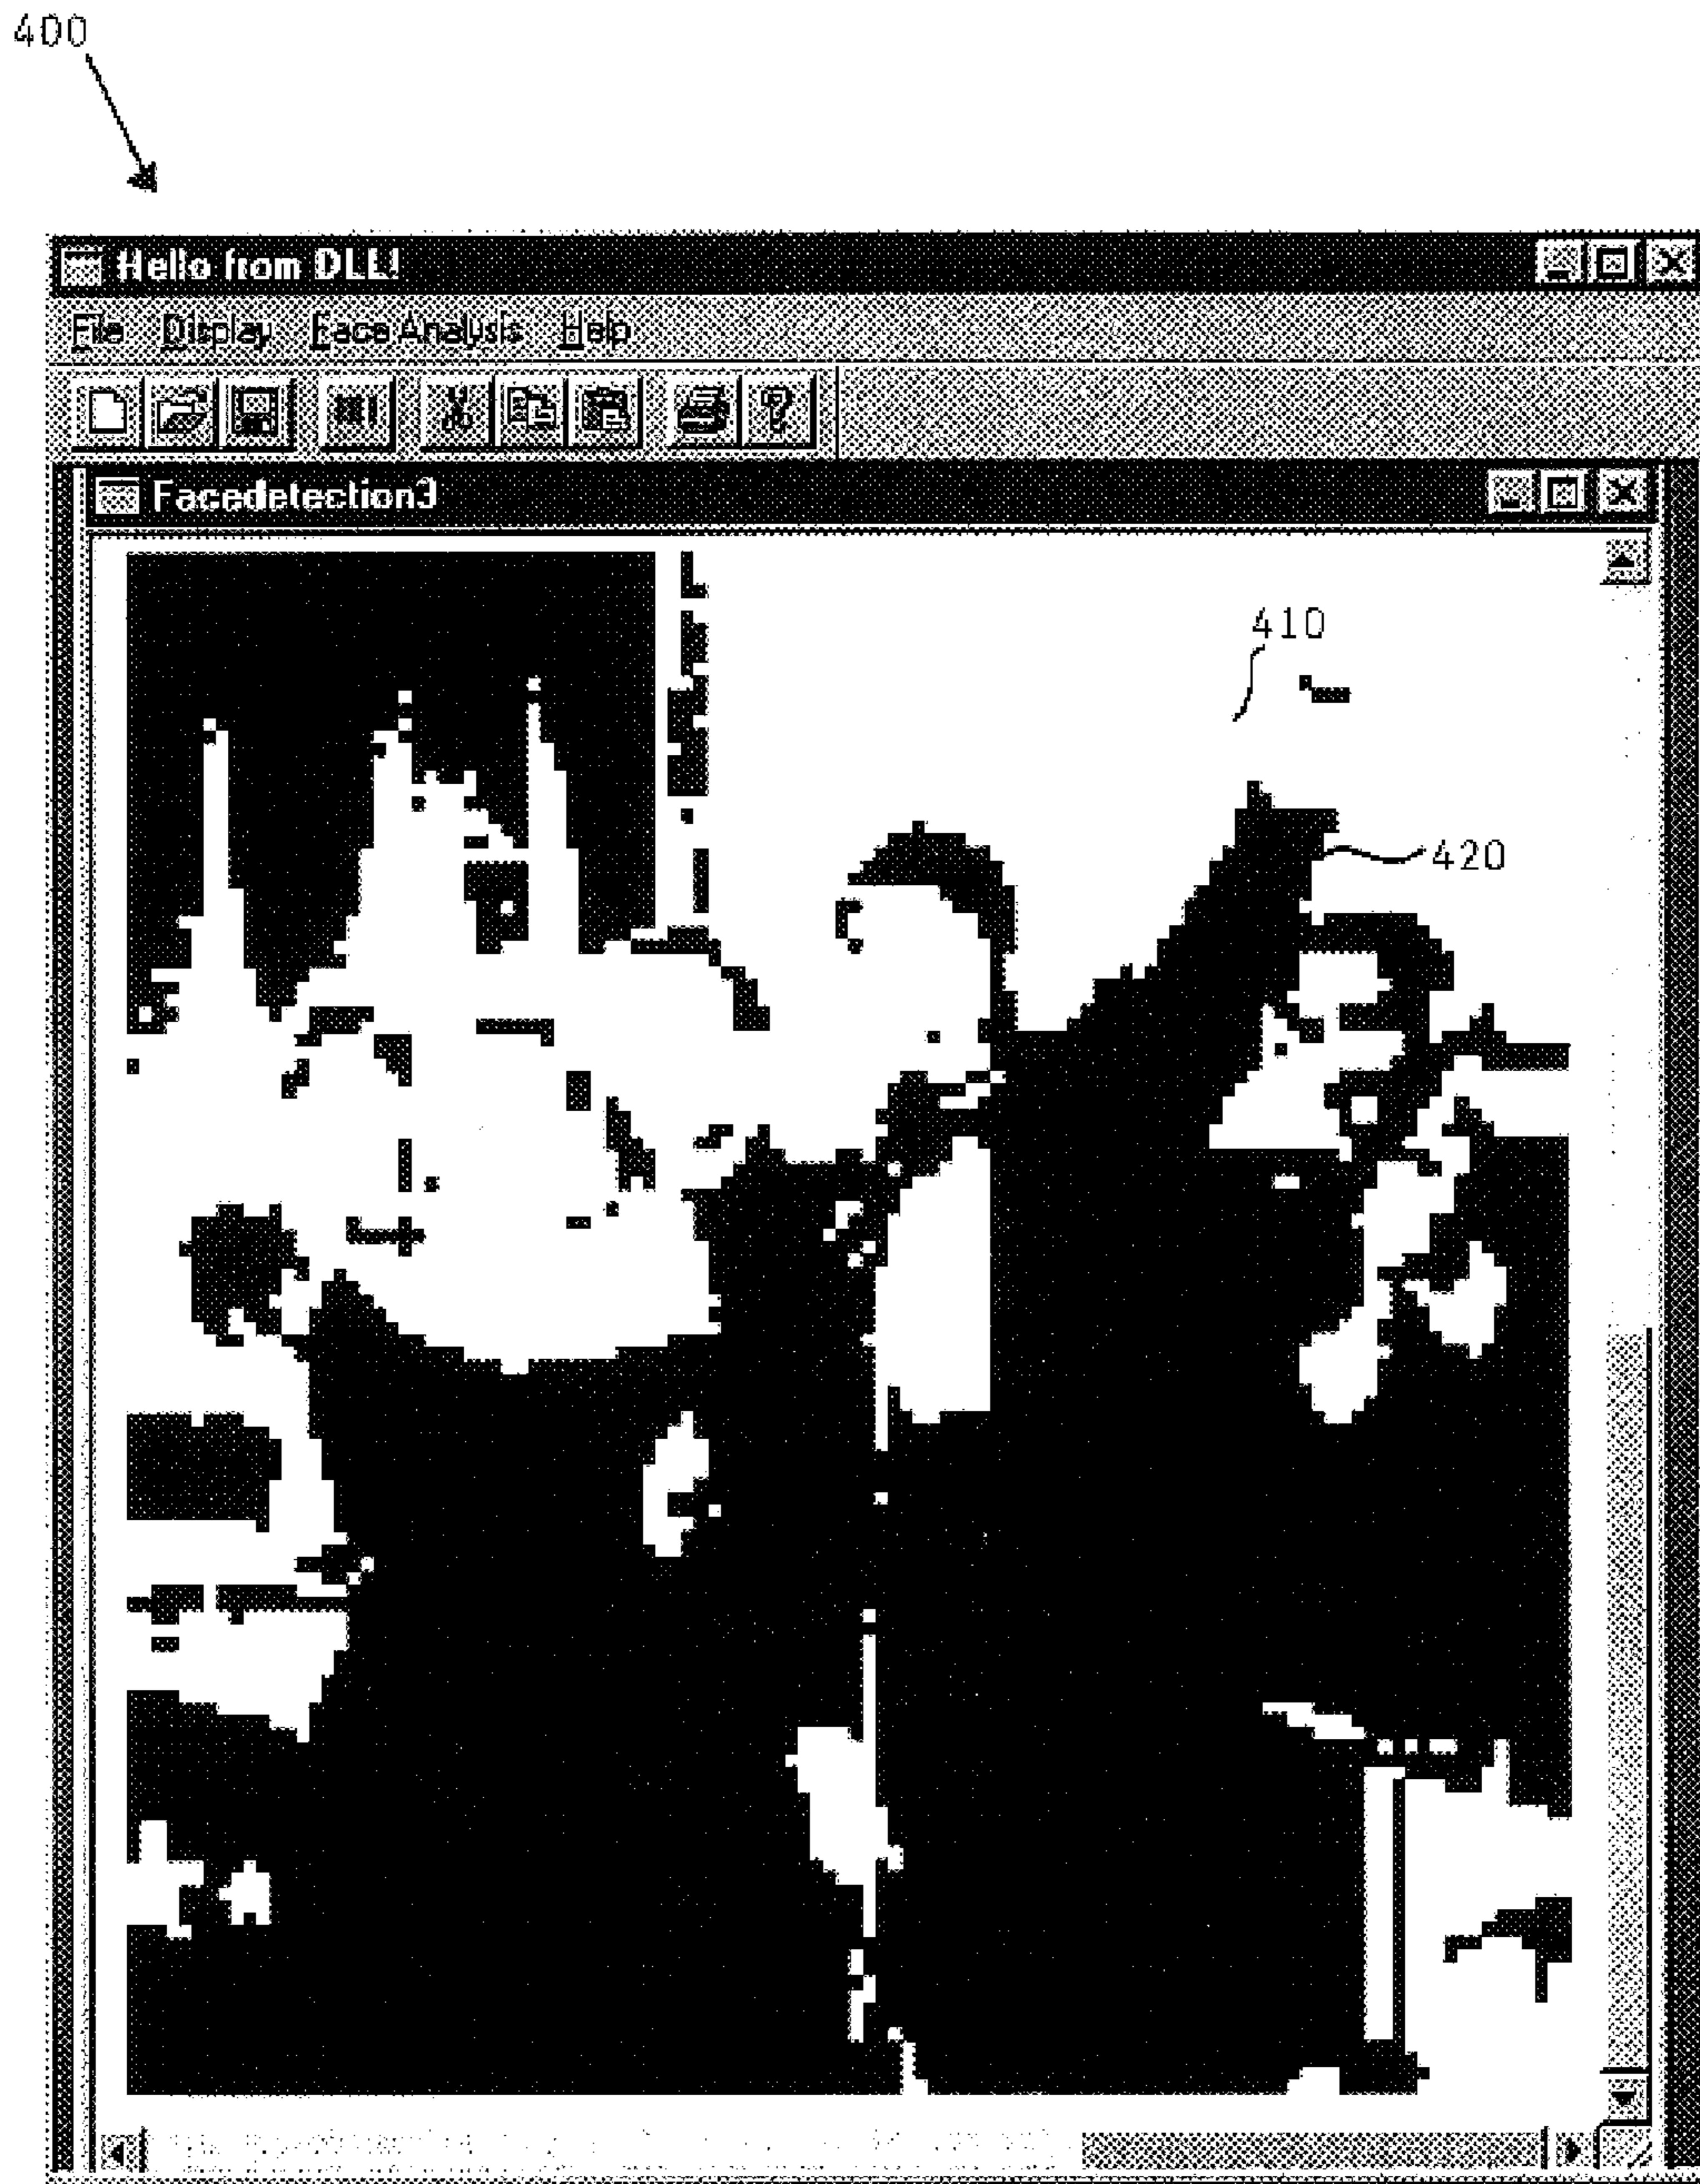 400
Hello from DLL!
File Display Face Analysis Help
Facedetection3
410
420